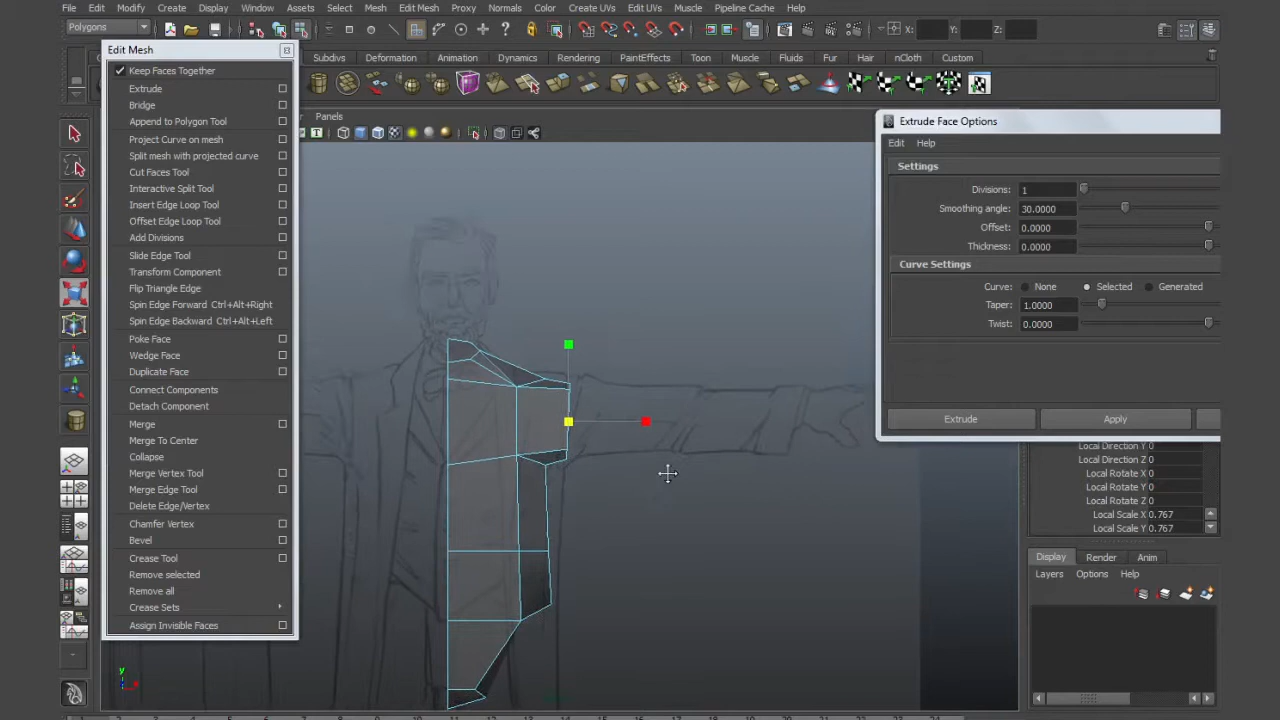 File Edit Modify Create Display Window Assets Select Mesh Edit Mesh Proxy Normals Color Create UVs Edit UVs Muscle Pipeline Cache Help
Polygons
X: Y: Z:
Edit Mesh
Subdivs Deformation Animation Dynamics Rendering PaintEffects Toon Muscle Fluids Fur Hair nCloth Custom
Panels
Keep Faces Together
Extrude
Bridge
Append to Polygon Tool
Project Curve on mesh
Split mesh with projected curve
Cut Faces Tool
Interactive Split Tool
Insert Edge Loop Tool
Offset Edge Loop Tool
Add Divisions
Slide Edge Tool
Transform Component
Flip Triangle Edge
Spin Edge Forward Ctrl+Alt+Right
Spin Edge Backward Ctrl+Alt+Left
Poke Face
Wedge Face
Duplicate Face
Connect Components
Detach Component
Merge
Merge To Center
Collapse
Merge Vertex Tool
Merge Edge Tool
Delete Edge/Vertex
Chamfer Vertex
Bevel
Crease Tool
Remove selected
Remove all
Crease Sets
Assign Invisible Faces
Extrude Face Options
Edit Help
Settings
Divisions: 1
Smoothing angle: 30.0000
Offset: 0.0000
Thickness: 0.0000
Curve Settings
Curve: None Selected Generated
Taper: 1.0000
Twist: 0.0000
Extrude Apply
Local Direction Y 0
Local Direction Z 0
Local Rotate X 0
Local Rotate Y 0
Local Rotate Z 0
Local Scale X 0.767
Local Scale Y 0.767
Display Render Anim
Layers Options Help
y